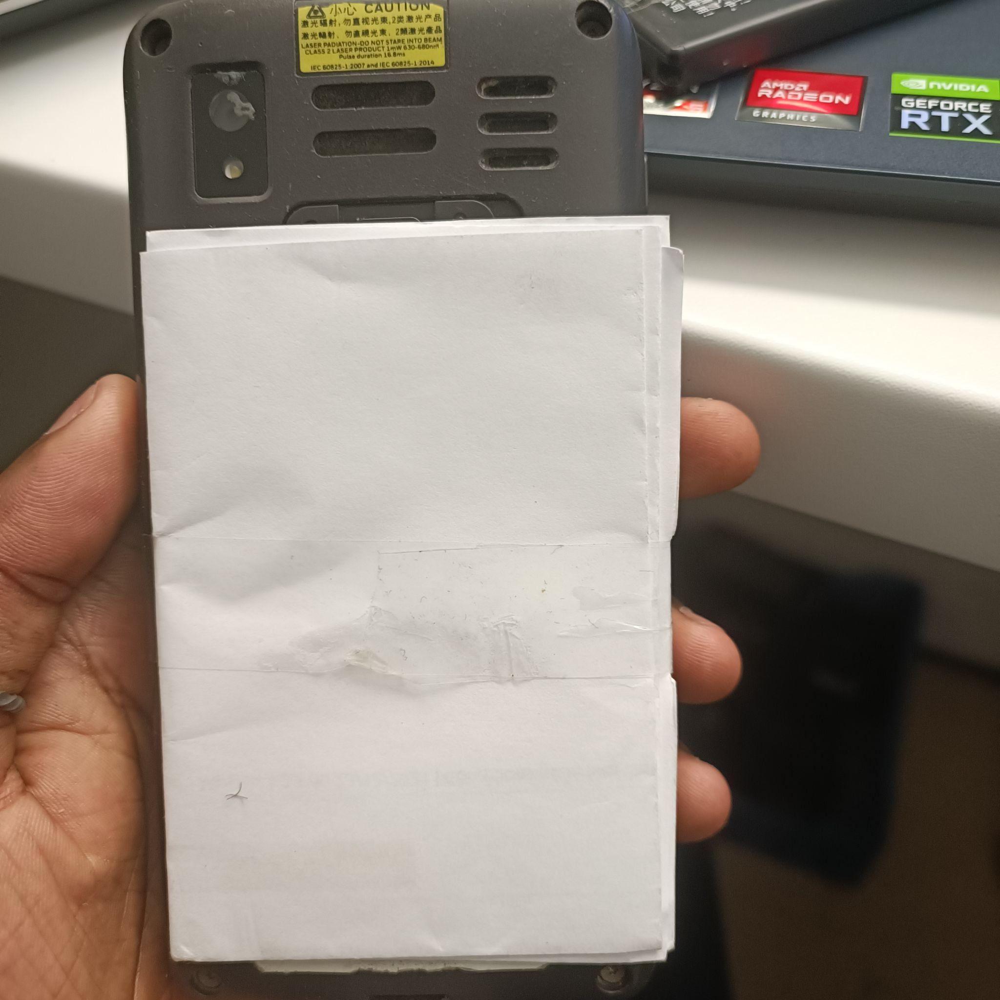 小心 CAUTION
激光辐射,勿直视光束,2类激光产品
激光輻射、勿直視光束、2類激光產品
LASER PADIATION-DO NOT STARE INTO BEAM
CLASS 2 LASER PRODUCT 1mW 630-680nm
Pulse duration 16.8ms
IEC 60825-1:2007 and IEC 60825-1:2014
AMD
RADEON
GRAPHICS
NVIDIA
GEFORCE
RTX